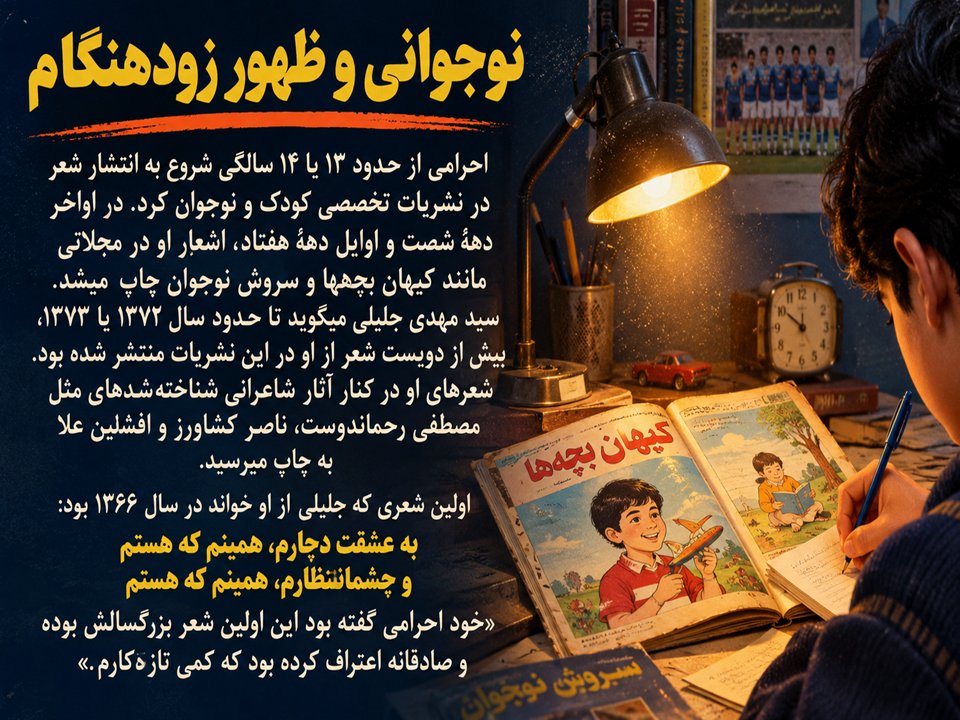 نوجوانی و ظهور زودهنگام
احرامی از حدود ۱۳ یا ۱۴ سالگی شروع به انتشار شعر
در نشریات تخصصی کودک و نوجوان کرد. در اواخر
دههٔ شصت و اوایل دههٔ هفتاد، اشعار او در مجلاتی
مانند کیهان بچهها و سروش نوجوان چاپ میشد.
سید مهدی جلیلی میگوید تا حدود سال ۱۳۷۲ یا ۱۳۷۳،
بیش از دویست شعر از او در این نشریات منتشر شده بود.
شعرهای او در کنار آثار شاعرانی شناختهشدهای مثل
مصطفی رحماندوست، ناصر کشاورز و افشلین علا
به چاپ میرسید.
اولین شعری که جلیلی از او خواند در سال ۱۳۶۶ بود:
به عشقت دچارم، همینم که هستم
و چشمانتظارم، همینم که هستم
«خود احرامی گفته بود این اولین شعر بزرگسالش بوده
و صادقانه اعتراف کرده بود که کمی تازهکارم.»
کیهان بچه‌ها
سروش نوجوان